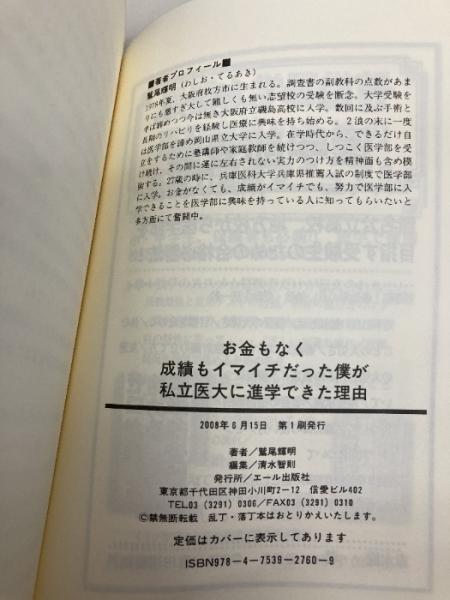 ■著者プロフィール■
鷲尾輝明（わしお・てるあき）
1978年夏、大阪府枚方市に生まれる。調査書の副教科の点数があま
りにも悪すぎ大して難しくも無い志望校の受験を断念。大学受験を
半ば諦めつつ今は無き大阪府立磯島高校に入学。数回に及ぶ手術と
長期のリハビリを経験し医療に興味を持ち始める。2浪の末に一度
は医学部を諦め岡山県立大学に入学。在学時代から、できるだけ自
立をするために塾講師や家庭教師を続けつつ、しつこく医学部を受
け続け、その間に運に左右されない実力のつけ方を精神面も含め模
索する。27歳の時に、兵庫医科大学兵庫県推薦入試の制度で医学部
に入学。お金がなくても、成績がイマイチでも、努力で医学部に入
学できることを医学部に興味を持っている人に知ってもらいたいと
多方面にて奮闘中。
お金もなく
成績もイマイチだった僕が
私立医大に進学できた理由
2008年6月15日 第1刷発行
著者／鷲尾輝明
編集／清水智則
発行所／エール出版社
東京都千代田区神田小川町2-12 信愛ビル402
TEL03（3291）0306／FAX03（3291）0310
©禁無断転載 乱丁・落丁本はおとりかえいたします。
定価はカバーに表示してあります
ISBN978-4-7539-2760-9